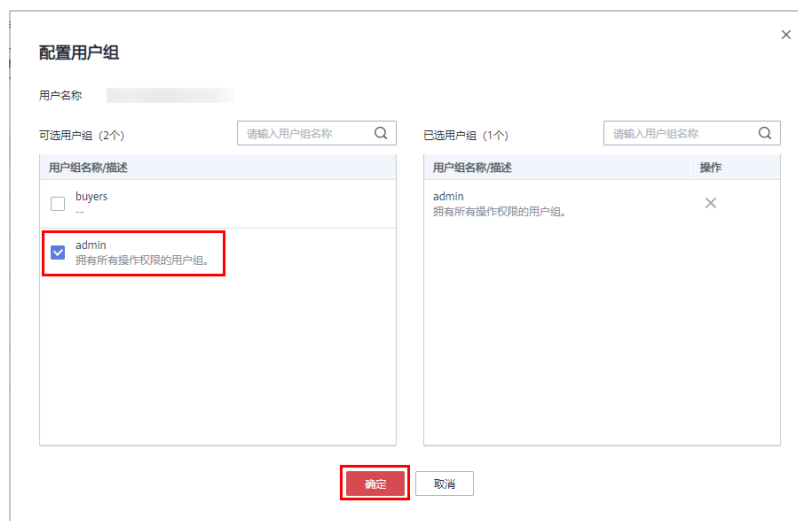 配置用户组
用户名称
可选用户组（2个）
请输入用户组名称
用户组名称/描述
buyers
--
admin
拥有所有操作权限的用户组。
已选用户组（1个）
请输入用户组名称
用户组名称/描述 操作
admin
拥有所有操作权限的用户组。
确定 取消